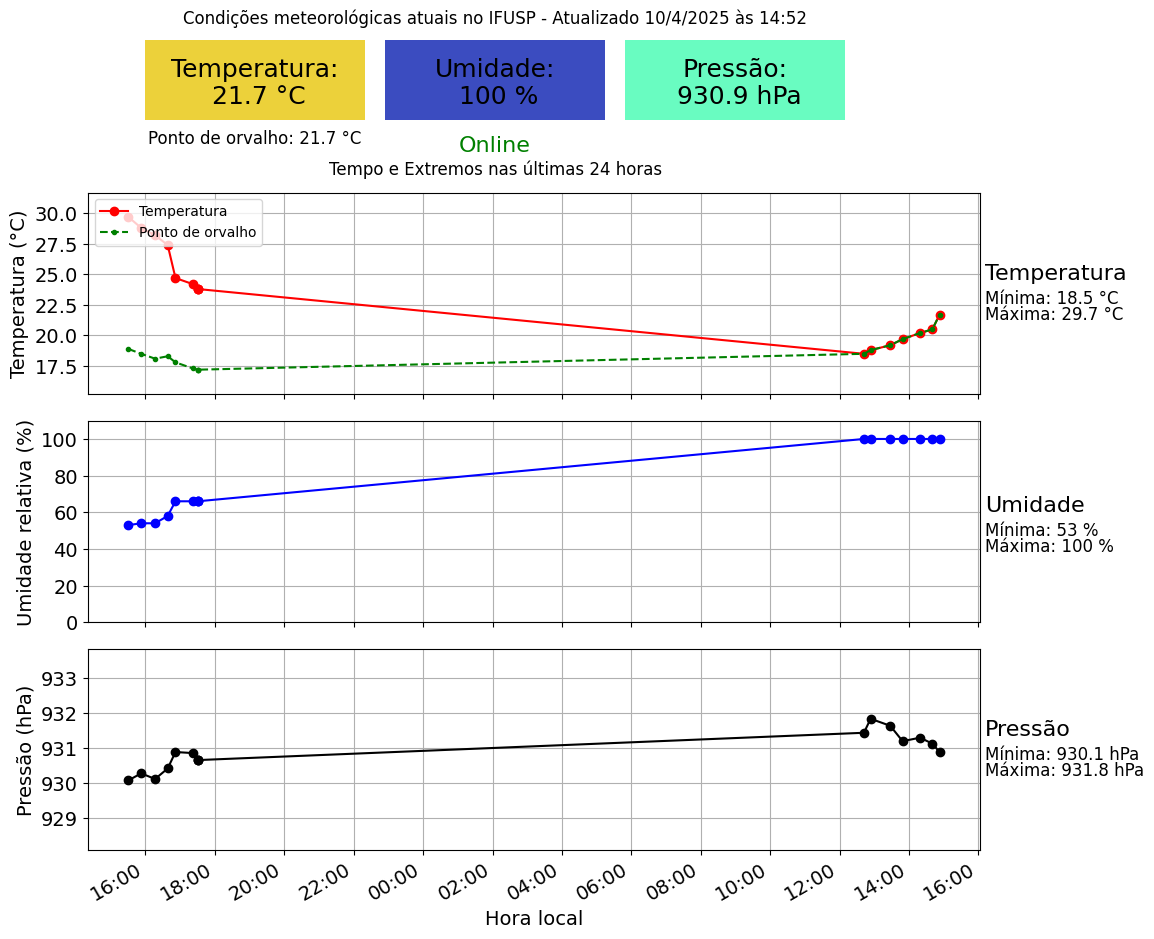 Condições meteorológicas atuais no IFUSP - Atualizado 10/4/2025 às 14:52
Temperatura:
21.7 °C
Umidade:
100 %
Pressão:
930.9 hPa
Ponto de orvalho: 21.7 °C
Online
Tempo e Extremos nas últimas 24 horas
Temperatura (°C)
30.0
27.5
25.0
22.5
20.0
17.5
Temperatura
Ponto de orvalho
Temperatura
Mínima: 18.5 °C
Máxima: 29.7 °C
Umidade relativa (%)
100
80
60
40
20
0
Umidade
Mínima: 53 %
Máxima: 100 %
Pressão (hPa)
933
932
931
930
929
Pressão
Mínima: 930.1 hPa
Máxima: 931.8 hPa
16:00 18:00 20:00 22:00 00:00 02:00 04:00 06:00 08:00 10:00 12:00 14:00 16:00
Hora local